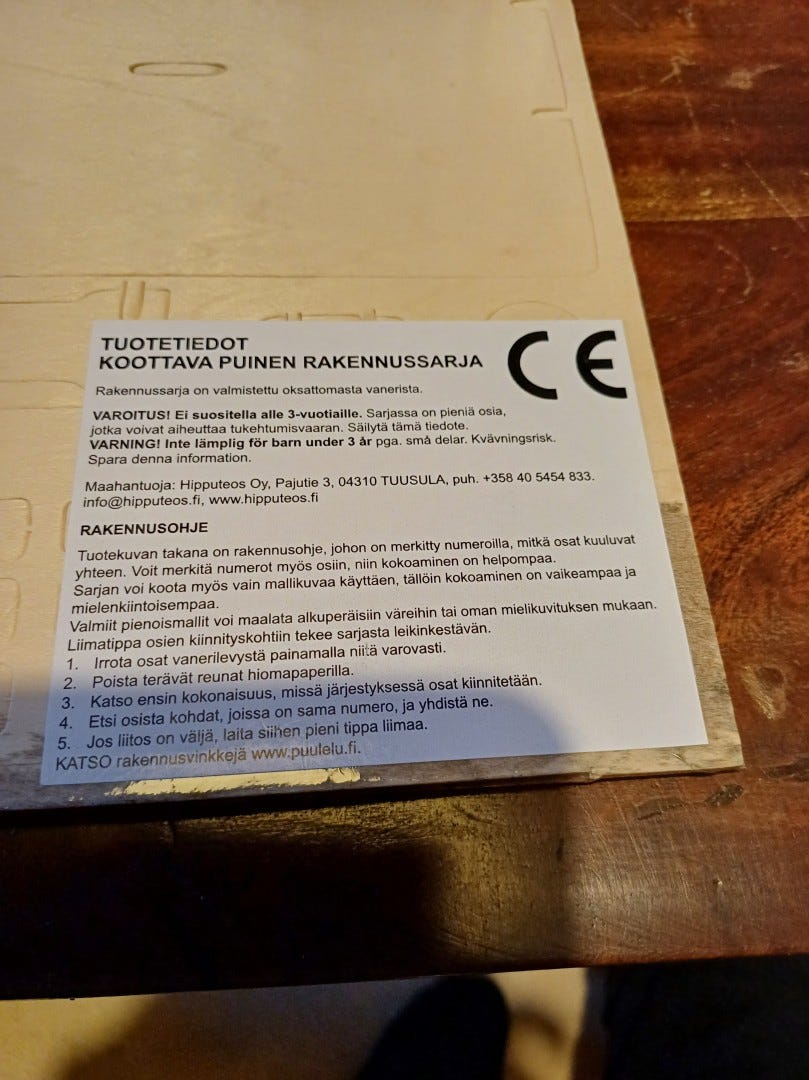 TUOTETIEDOT
KOOTTAVA PUINEN RAKENNUSSARJA
CE
Rakennussarja on valmistettu oksattomasta vanerista.
VAROITUS! Ei suositella alle 3-vuotiaille. Sarjassa on pieniä osia,
jotka voivat aiheuttaa tukehtumisvaaran. Säilytä tämä tiedote.
VARNING! Inte lämplig för barn under 3 år pga. små delar. Kvävningsrisk.
Spara denna information.
Maahantuoja: Hipputeos Oy, Pajutie 3, 04310 TUUSULA, puh. +358 40 5454 833.
info@hipputeos.fi, www.hipputeos.fi
RAKENNUSOHJE
Tuotekuvan takana on rakennusohje, johon on merkitty numeroilla, mitkä osat kuuluvat
yhteen. Voit merkitä numerot myös osiin, niin kokoaminen on helpompaa.
Sarjan voi koota myös vain mallikuvaa käyttäen, tällöin kokoaminen on vaikeampaa ja
mielenkiintoisempaa.
Valmiit pienoismallit voi maalata alkuperäisiin väreihin tai oman mielikuvituksen mukaan.
Liimatippa osien kiinnityskohtiin tekee sarjasta leikinkestävän.
1. Irrota osat vanerilevystä painamalla niitä varovasti.
2. Poista terävät reunat hiomapaperilla.
3. Katso ensin kokonaisuus, missä järjestyksessä osat kiinnitetään.
4. Etsi osista kohdat, joissa on sama numero, ja yhdistä ne.
5. Jos liitos on väljä, laita siihen pieni tippa liimaa.
KATSO rakennusvinkkejä www.puulelu.fi.